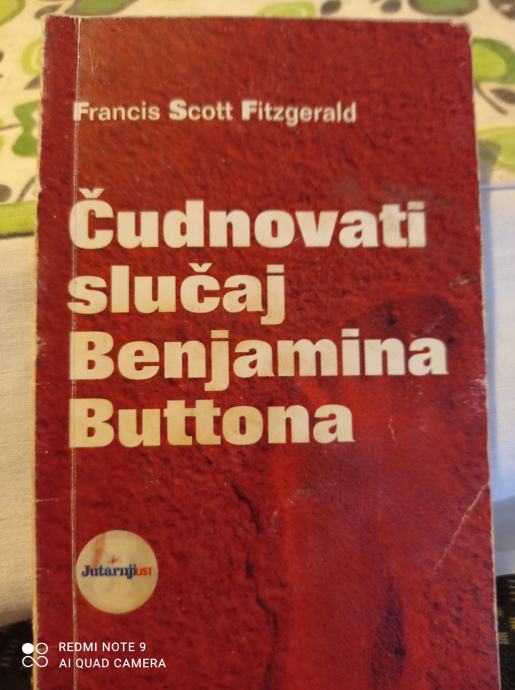 Francis Scott Fitzgerald
Čudnovati
slučaj
Benjamina
Buttona
Jutarnji LIST
REDMI NOTE 9
AI QUAD CAMERA